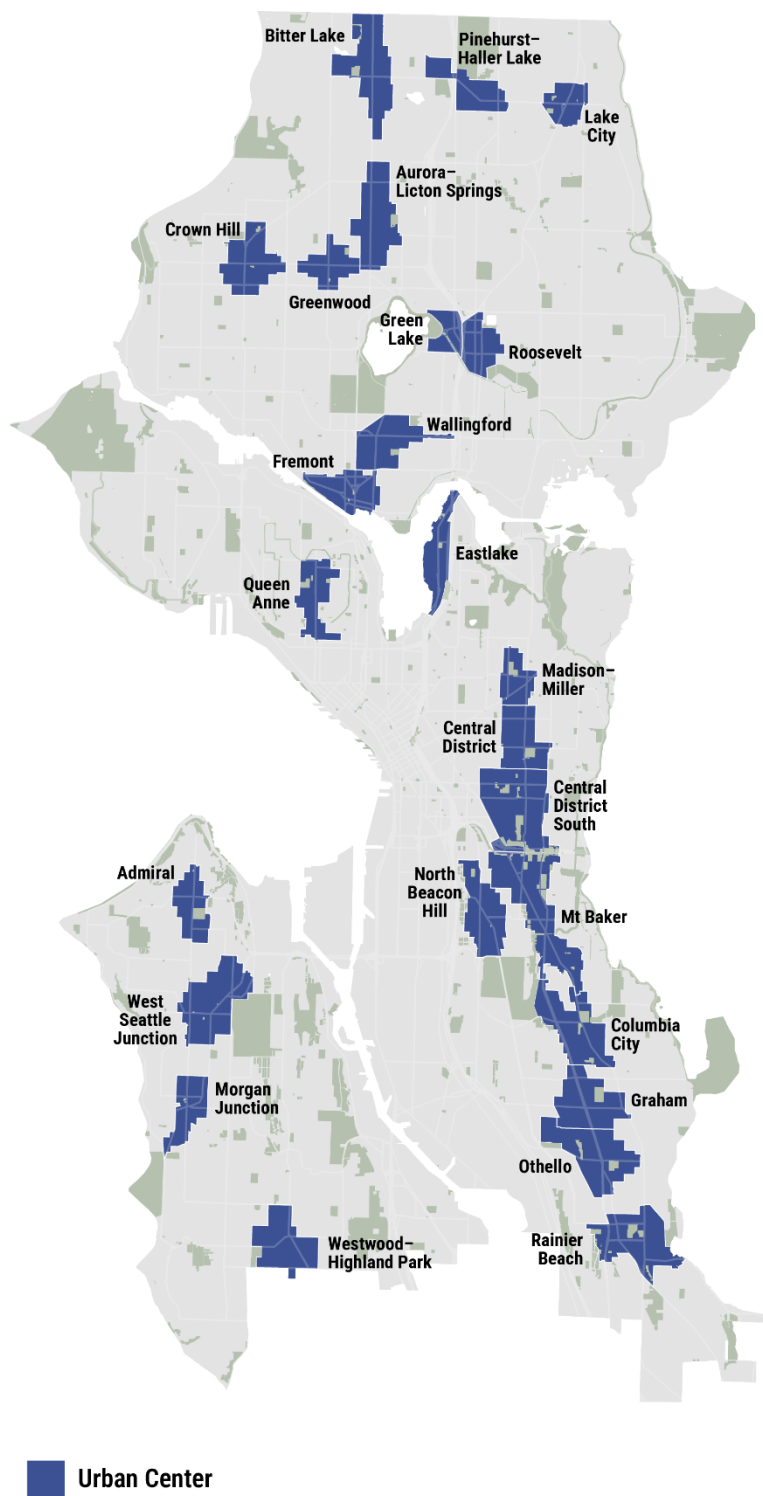 Bitter Lake
Pinehurst–
Haller Lake
Lake
City
Aurora–
Licton Springs
Crown Hill
Greenwood
Green
Lake
Roosevelt
Wallingford
Fremont
Eastlake
Queen
Anne
Madison–
Miller
Central
District
Central
District
South
Admiral
North
Beacon
Hill
Mt Baker
West
Seattle
Junction
Columbia
City
Morgan
Junction
Graham
Othello
Westwood–
Highland Park
Rainier
Beach
Urban Center